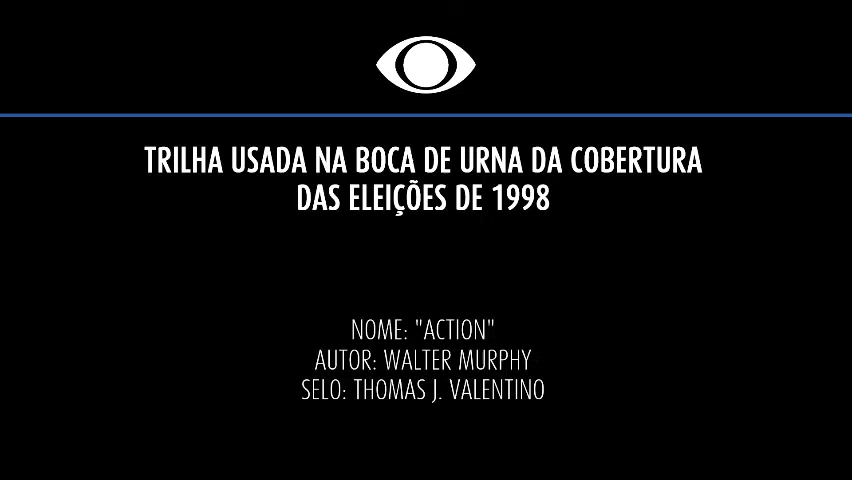 TRILHA USADA NA BOCA DE URNA DA COBERTURA
DAS ELEIÇÕES DE 1998
NOME: "ACTION"
AUTOR: WALTER MURPHY
SELO: THOMAS J. VALENTINO